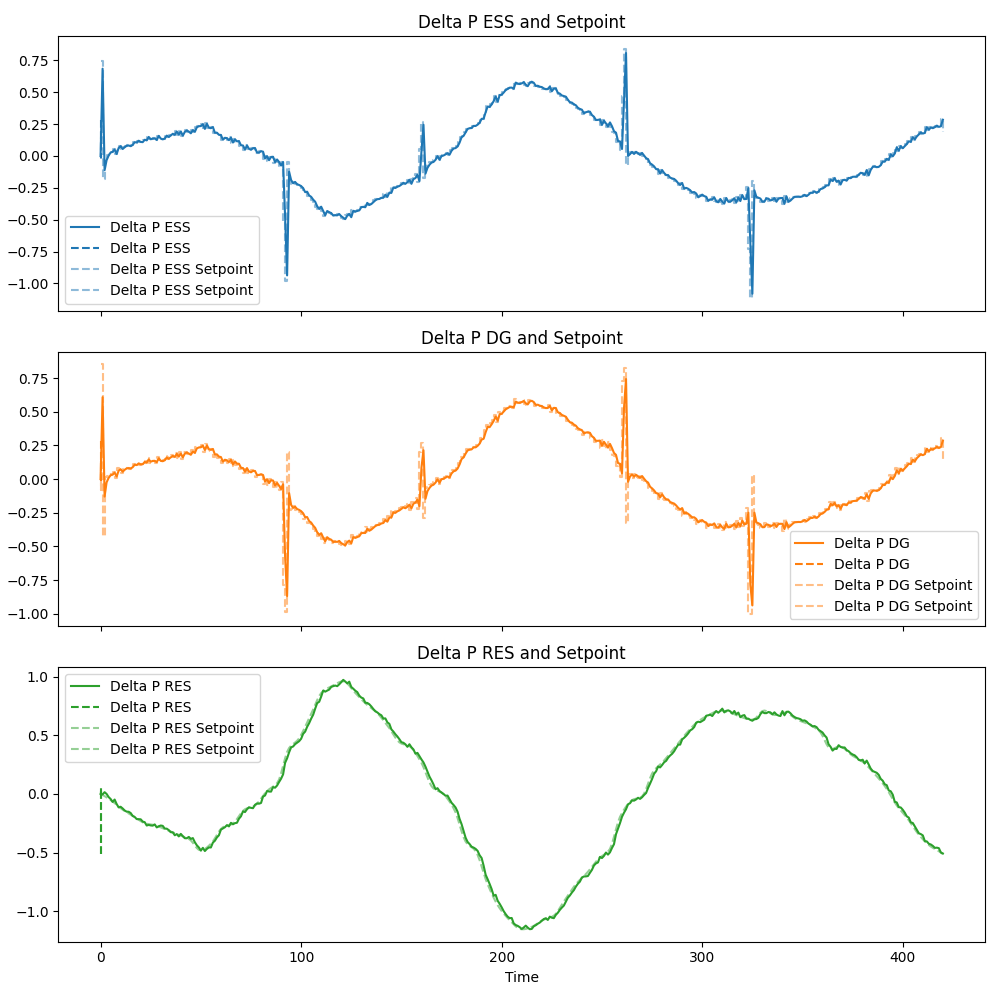 Delta P ESS and Setpoint
0.75
0.50
0.25
0.00
−0.25
−0.50
−0.75
−1.00
Delta P ESS
Delta P ESS
Delta P ESS Setpoint
Delta P ESS Setpoint
Delta P DG and Setpoint
0.75
0.50
0.25
0.00
−0.25
−0.50
−0.75
−1.00
Delta P DG
Delta P DG
Delta P DG Setpoint
Delta P DG Setpoint
Delta P RES and Setpoint
1.0
0.5
0.0
−0.5
−1.0
Delta P RES
Delta P RES
Delta P RES Setpoint
Delta P RES Setpoint
0 100 200 300 400
Time